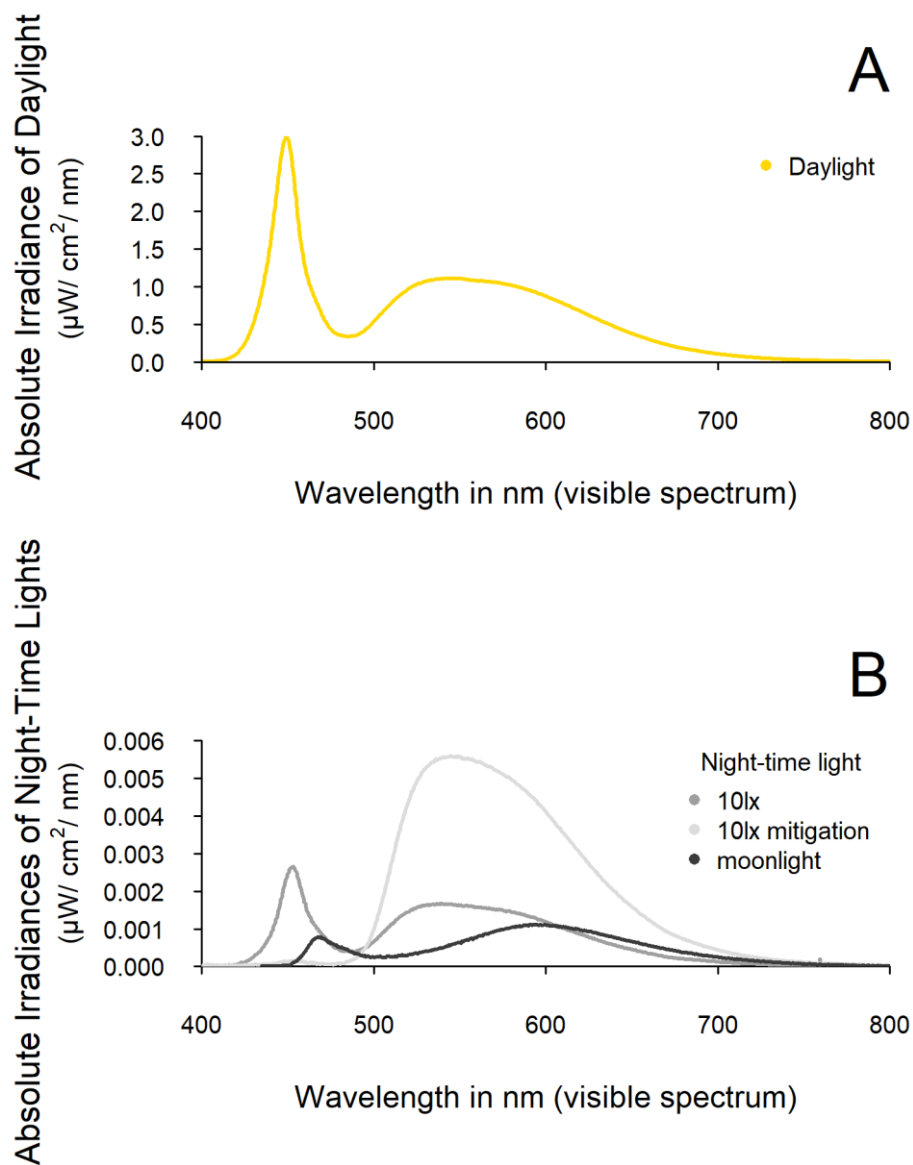 A
Absolute Irradiance of Daylight
(µW/ cm²/ nm)
3.0
2.5
2.0
1.5
1.0
0.5
0.0
Daylight
400 500 600 700 800
Wavelength in nm (visible spectrum)
B
Absolute Irradiances of Night-Time Lights
(µW/ cm²/ nm)
0.006
0.005
0.004
0.003
0.002
0.001
0.000
Night-time light
10lx
10lx mitigation
moonlight
400 500 600 700 800
Wavelength in nm (visible spectrum)